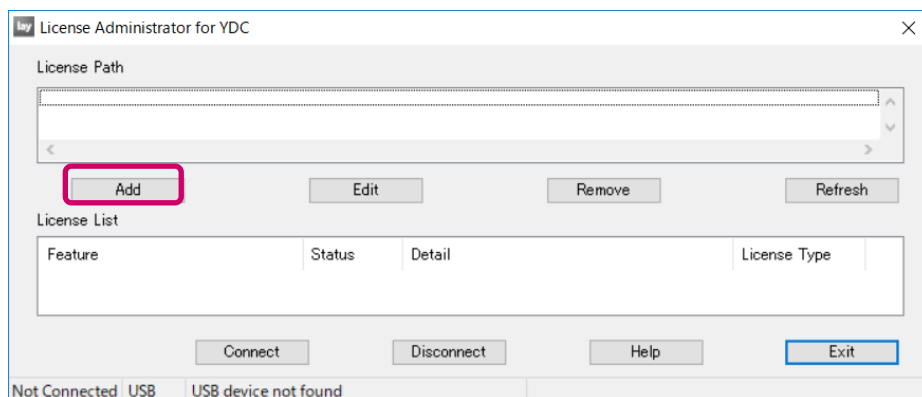 lay License Administrator for YDC
License Path
Add Edit Remove Refresh
License List
Feature Status Detail License Type
Connect Disconnect Help Exit
Not Connected USB USB device not found